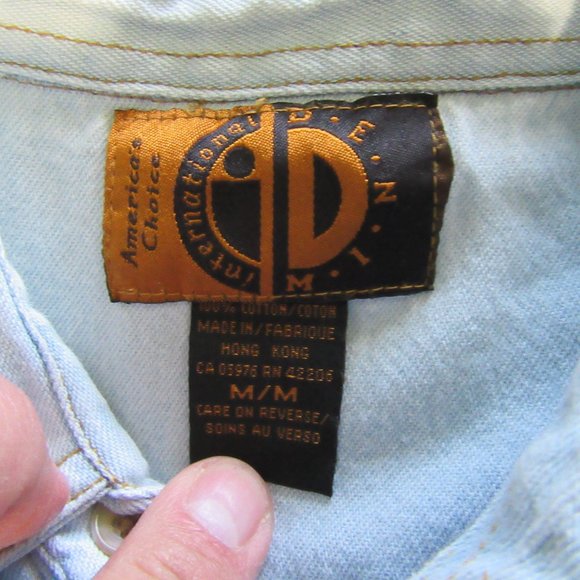 America's
Choice
International
D.E.N.I.M
iD
100% COTTON/COTON
MADE IN/FABRIQUE
HONG KONG
CA 05976 RN 42206
M/M
CARE ON REVERSE/
SOINS AU VERSO